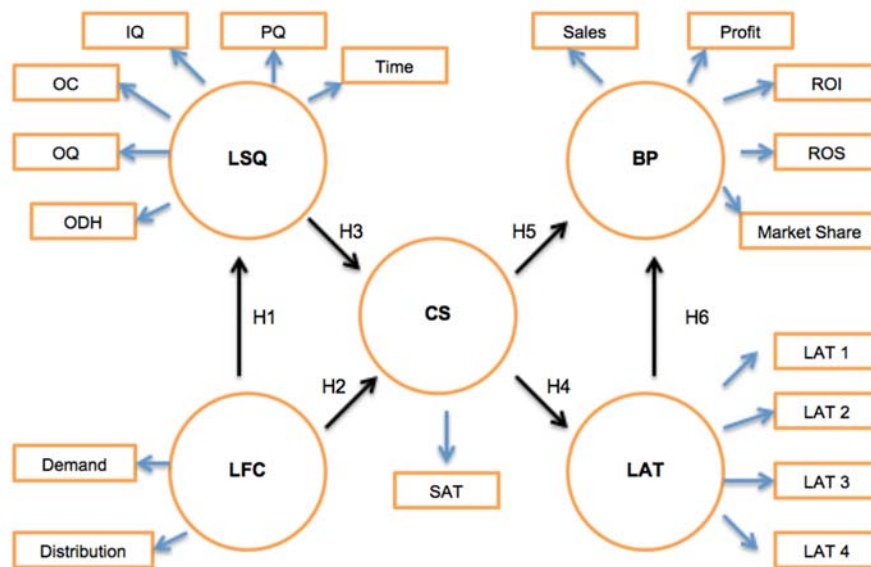 IQ
PQ
Sales
Profit
OC
Time
ROI
OQ
LSQ
BP
ROS
ODH
Market Share
H3
H5
H1
CS
H6
LAT 1
H2
H4
LAT 2
Demand
LFC
LAT
LAT 3
SAT
Distribution
LAT 4